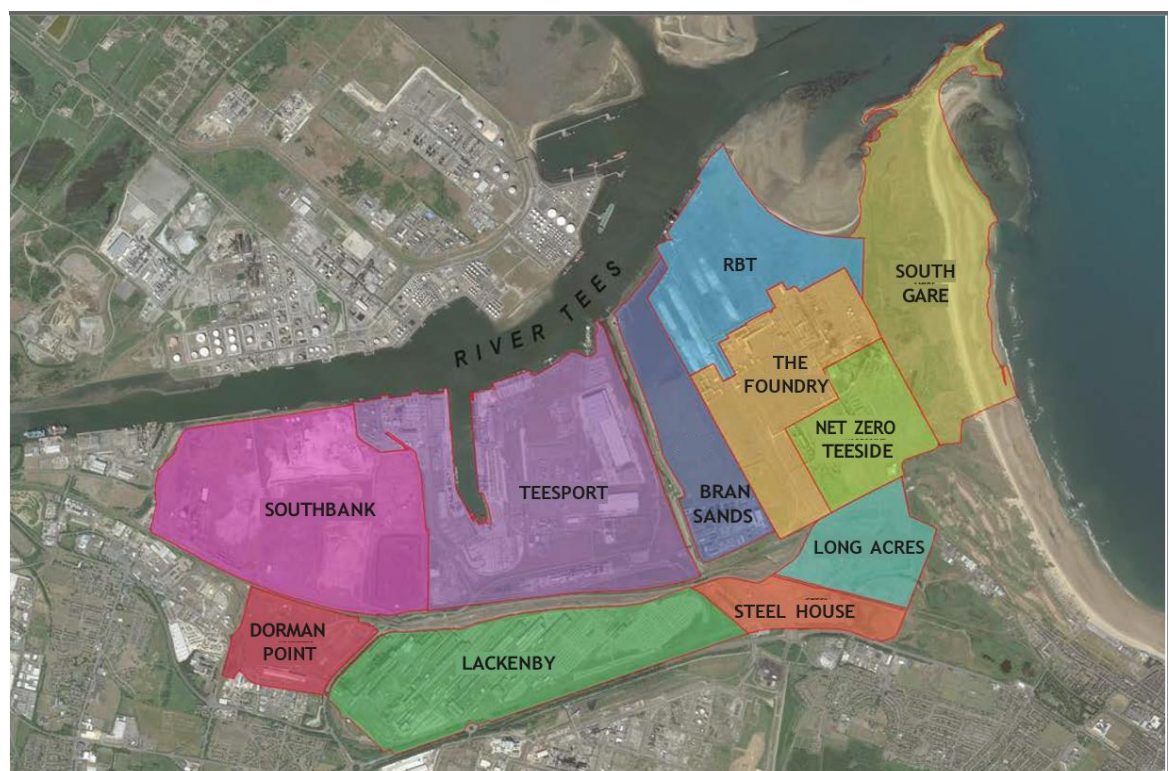 RIVER TEES
RBT
SOUTH
GARE
THE
FOUNDRY
NET ZERO
TEESIDE
BRAN
SANDS
TEESPORT
SOUTHBANK
LONG ACRES
STEEL HOUSE
DORMAN
POINT
LACKENBY